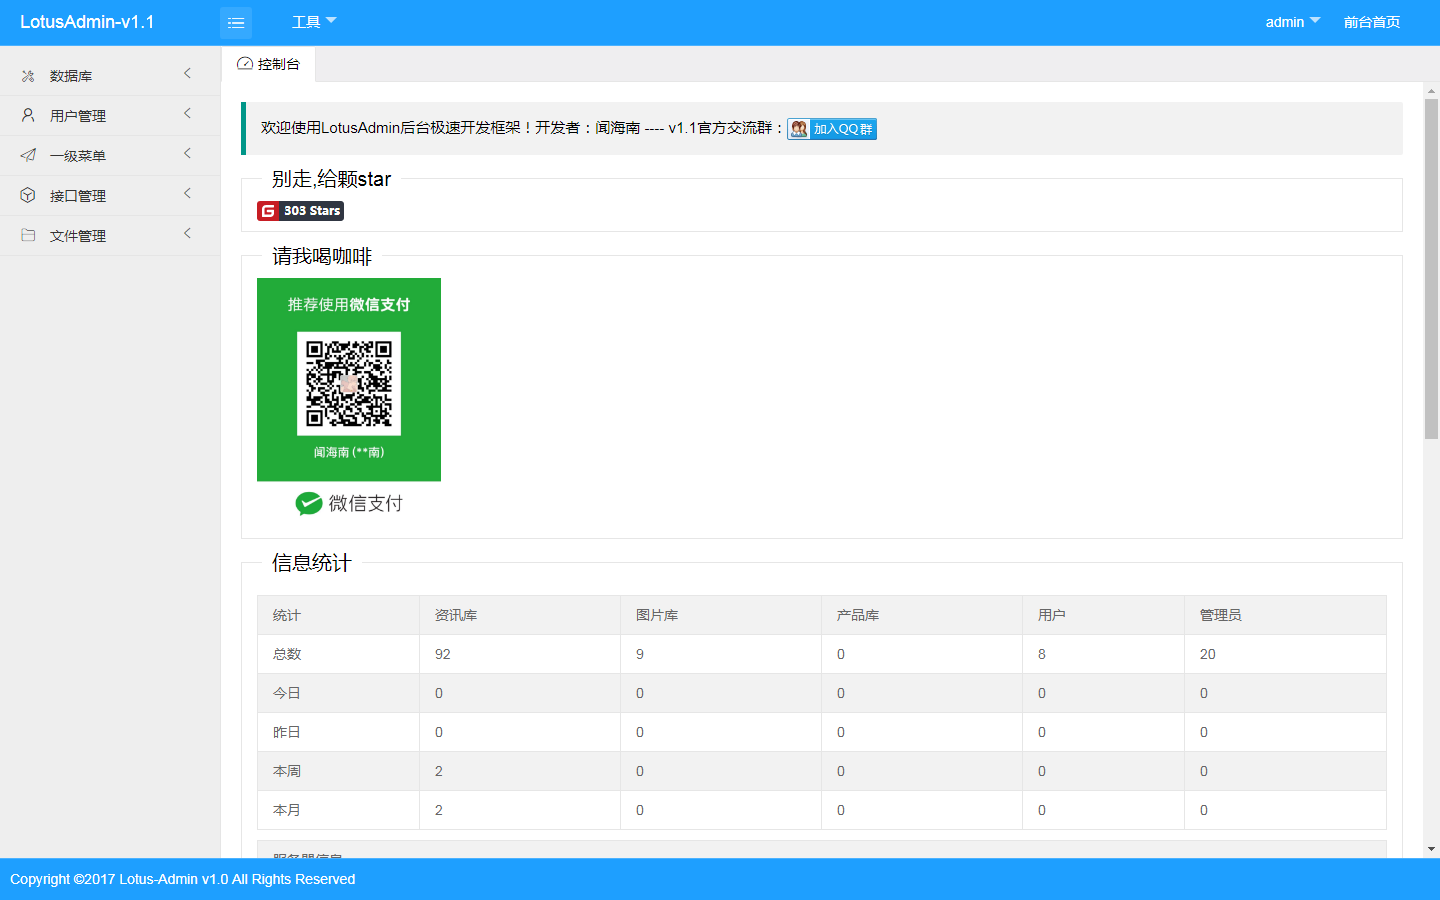 LotusAdmin-v1.1
工具
admin
前台首页
数据库
用户管理
一级菜单
接口管理
文件管理
控制台
欢迎使用LotusAdmin后台极速开发框架！开发者：闻海南 ---- v1.1官方交流群： 加入QQ群
别走,给颗star
G 303 Stars
请我喝咖啡
推荐使用微信支付
闻海南 (**南)
微信支付
信息统计
统计 资讯库 图片库 产品库 用户 管理员
总数 92 9 0 8 20
今日 0 0 0 0 0
昨日 0 0 0 0 0
本周 2 0 0 0 0
本月 2 0 0 0 0
服务器信息
Copyright ©2017 Lotus-Admin v1.0 All Rights Reserved